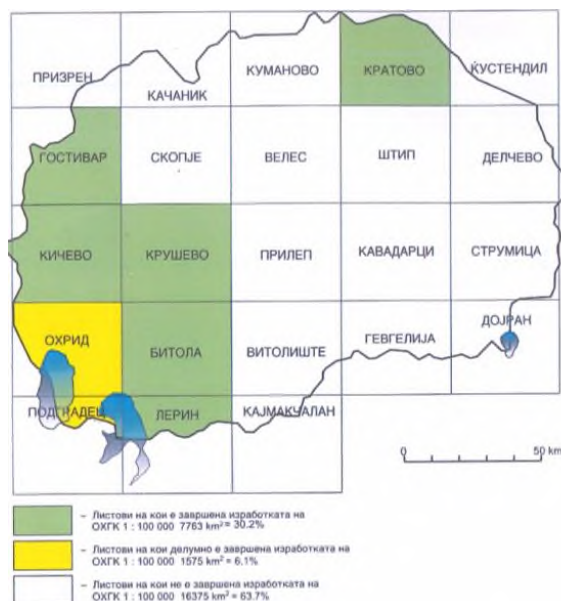 ПРИЗРЕН
КАЧАНИК
КУМАНОВО
КРАТОВО
ЌУСТЕНДИЛ
ГОСТИВАР
СКОПЈЕ
ВЕЛЕС
ШТИП
ДЕЛЧЕВО
КИЧЕВО
КРУШЕВО
ПРИЛЕП
КАВАДАРЦИ
СТРУМИЦА
ОХРИД
БИТОЛА
ВИТОЛИШТЕ
ГЕВГЕЛИЈА
ДОЈРАН
ПОДГРАДЕЦ
ЛЕРИН
КАЈМАКЧАЛАН
0 50 km
– Листови на кои е завршена изработката на
ОХГК 1 : 100 000 7763 km² = 30.2%
– Листови на кои делумно е завршена изработката на
ОХГК 1 : 100 000 1575 km² = 6.1%
– Листови на кои не е завршена изработката на
ОХГК 1 : 100 000 16375 km² = 63.7%